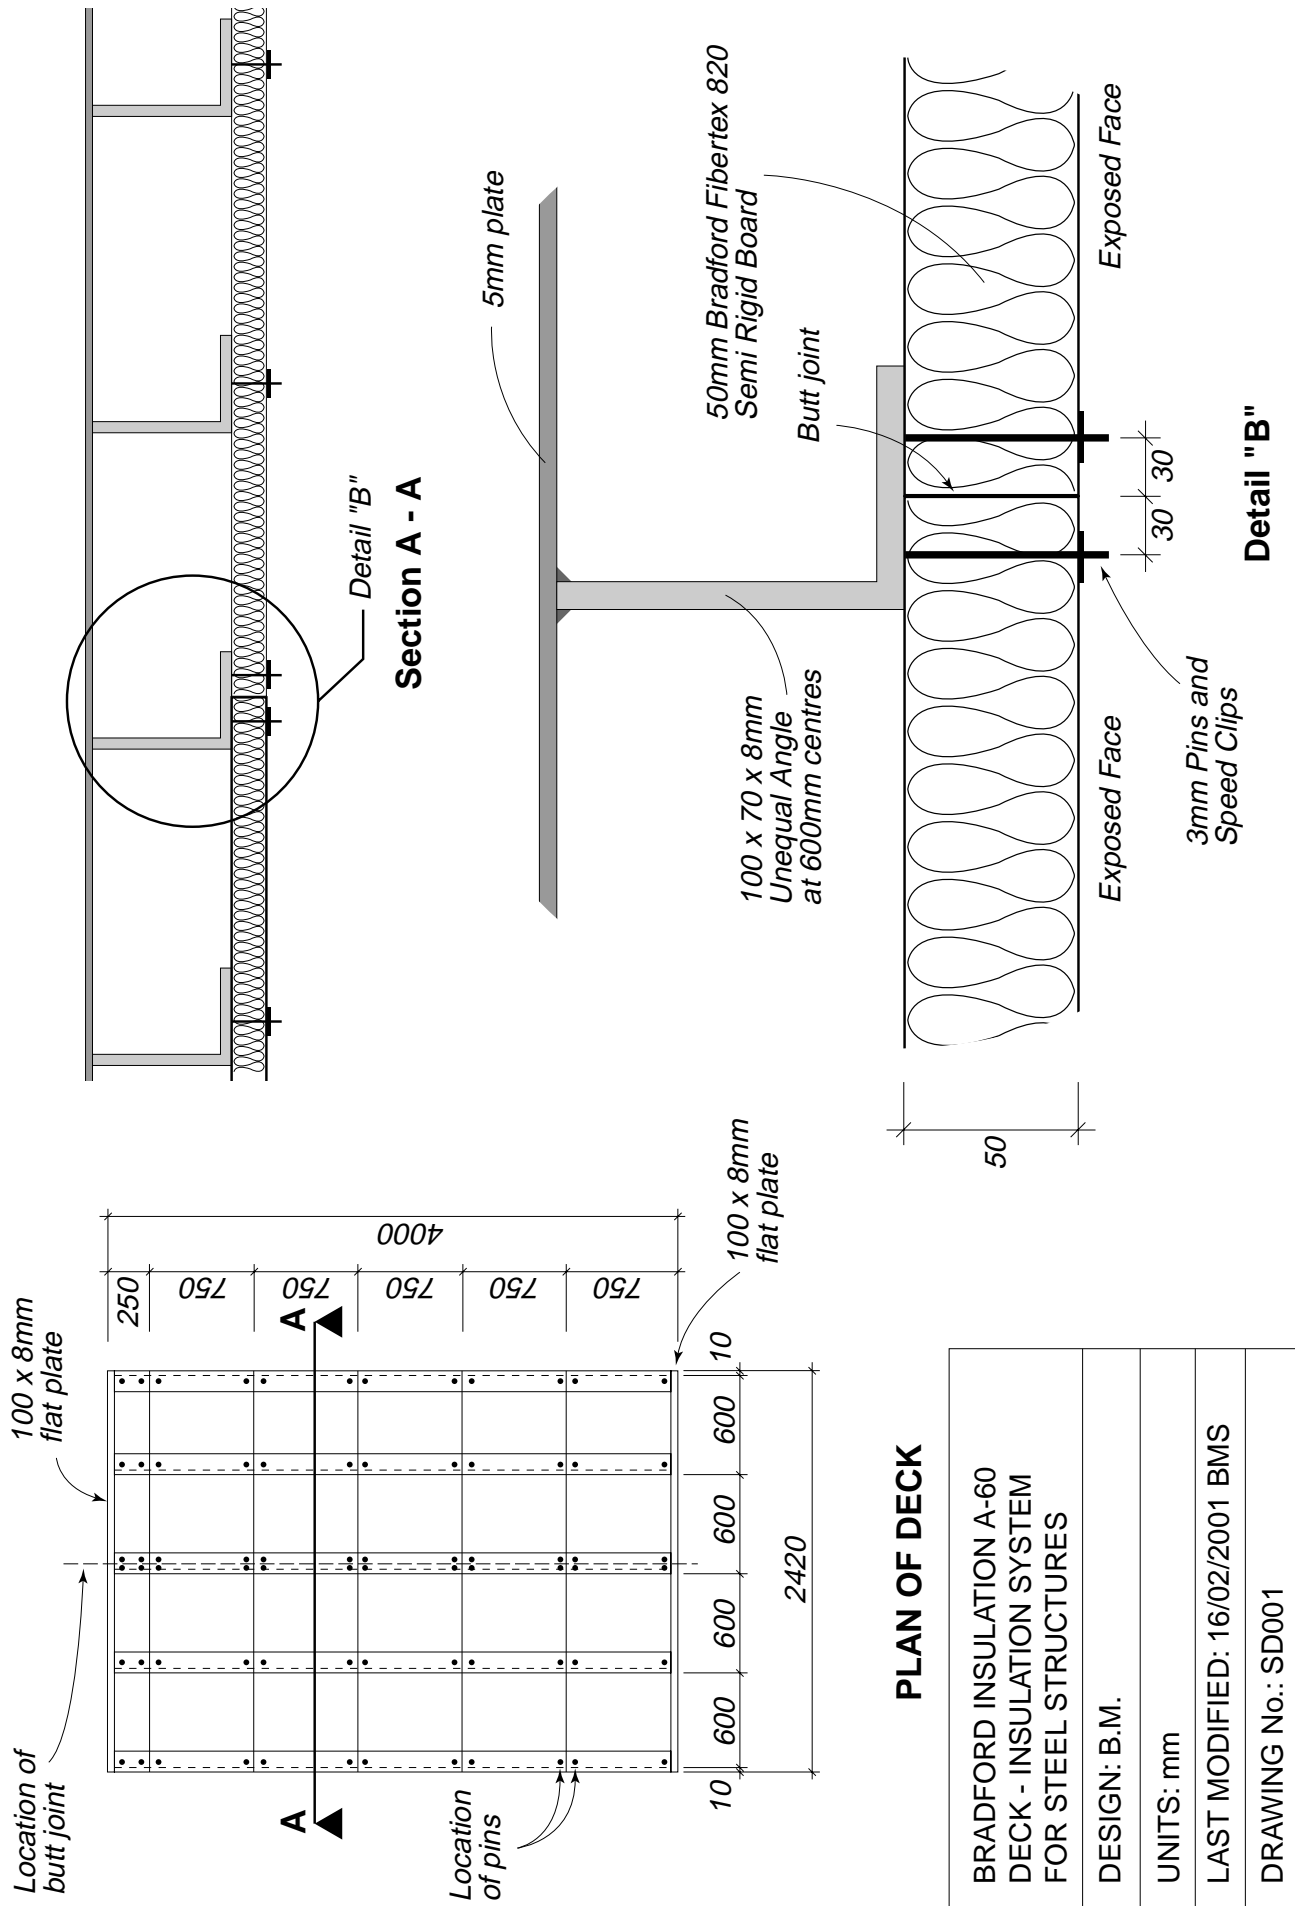 Location of
butt joint
100 x 8mm
flat plate
250
750
750
750
750
750
4000
A
A
Location
of pins
100 x 8mm
flat plate
10
600
600
600
600
10
2420
PLAN OF DECK
BRADFORD INSULATION A-60
DECK - INSULATION SYSTEM
FOR STEEL STRUCTURES
DESIGN: B.M.
UNITS: mm
LAST MODIFIED: 16/02/2001 BMS
DRAWING No.: SD001
Detail "B"
Section A - A
5mm plate
100 x 70 x 8mm
Unequal Angle
at 600mm centres
50mm Bradford Fibertex 820
Semi Rigid Board
Butt joint
50
Exposed Face
Exposed Face
30
30
3mm Pins and
Speed Clips
Detail "B"